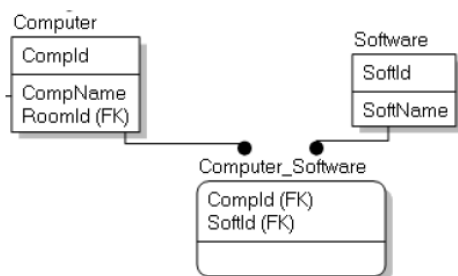 Computer
CompId
CompName
RoomId (FK)
Software
SoftId
SoftName
Computer_Software
CompId (FK)
SoftId (FK)